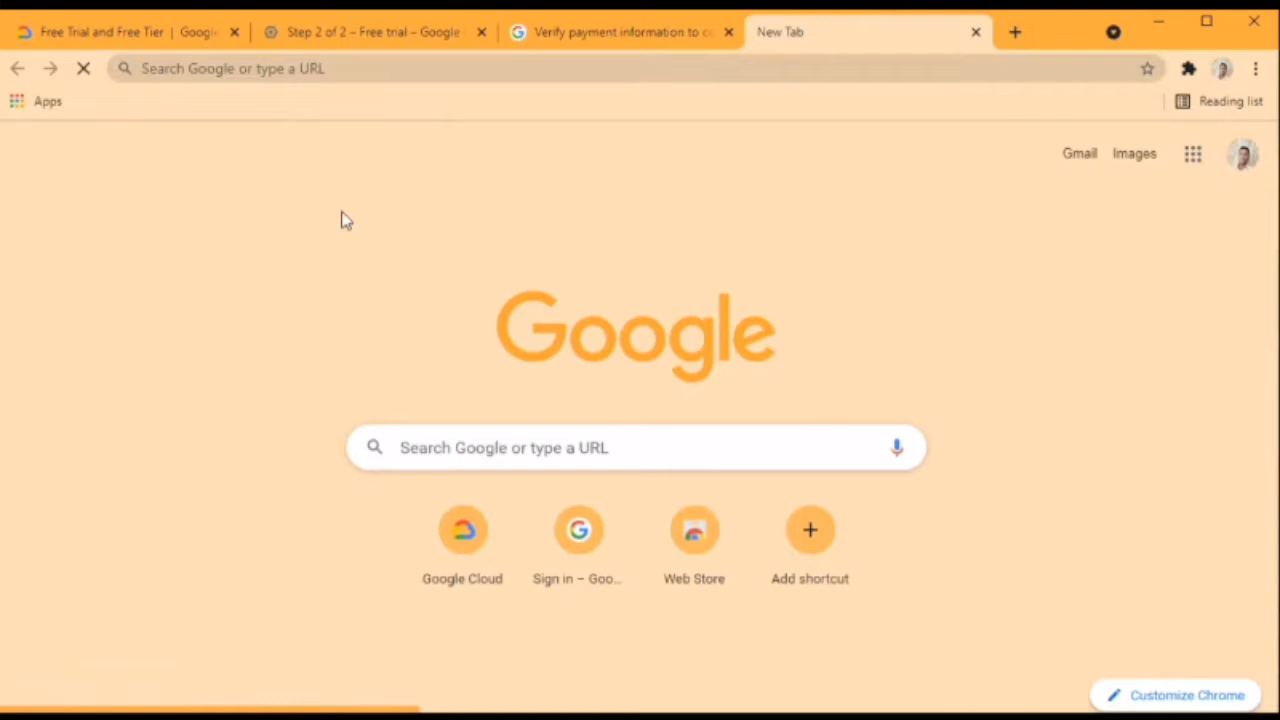 Free Trial and Free Tier | Google
Step 2 of 2 – Free trial – Google
Verify payment information to co
New Tab
Search Google or type a URL
Apps
Reading list
Gmail
Images
Google
Search Google or type a URL
Google Cloud
Sign in – Goo...
Web Store
Add shortcut
Customize Chrome